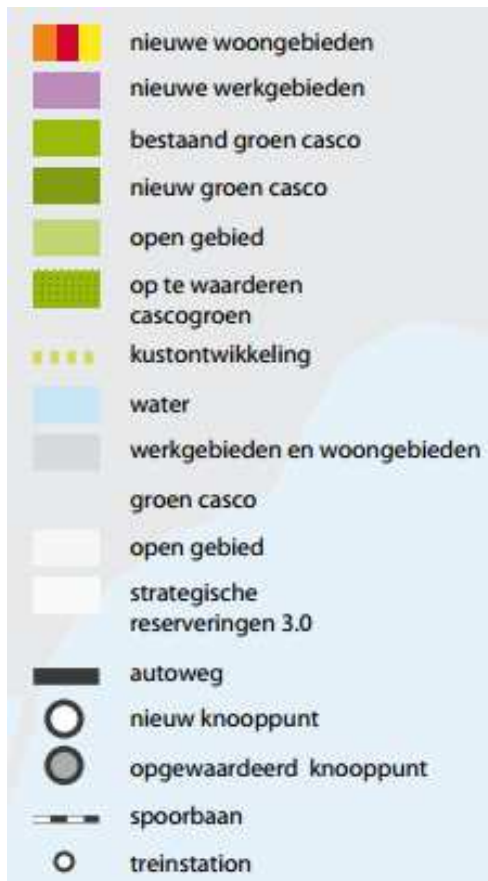 nieuwe woongebieden
nieuwe werkgebieden
bestaand groen casco
nieuw groen casco
open gebied
op te waarderen
cascogroen
kustontwikkeling
water
werkgebieden en woongebieden
groen casco
open gebied
strategische
reserveringen 3.0
autoweg
nieuw knooppunt
opgewaardeerd knooppunt
spoorbaan
treinstation